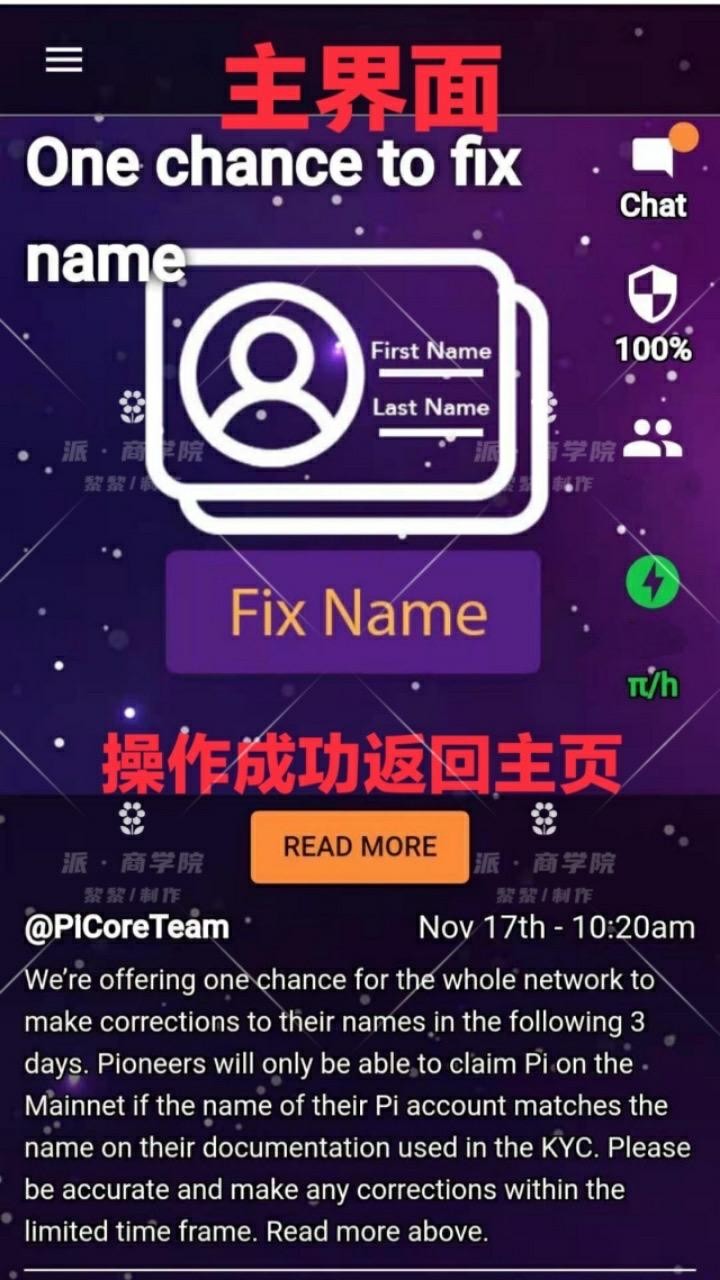 主界面
One chance to fix
name
Chat
100%
First Name
Last Name
派·商学院
黎黎/制作
派·商学院
黎黎/制作
Fix Name
π/h
操作成功返回主页
READ MORE
派·商学院
黎黎/制作
派·商学院
黎黎/制作
@PiCoreTeam
Nov 17th - 10:20am
We’re offering one chance for the whole network to
make corrections to their names in the following 3
days. Pioneers will only be able to claim Pi on the
Mainnet if the name of their Pi account matches the
name on their documentation used in the KYC. Please
be accurate and make any corrections within the
limited time frame. Read more above.